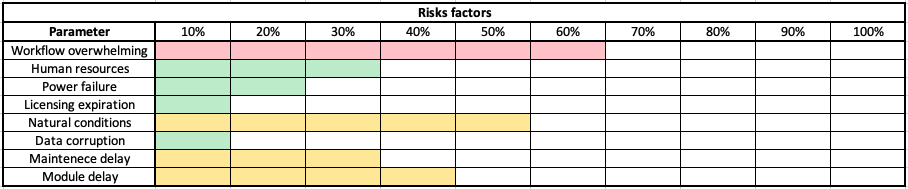 Risks factors
Parameter 10% 20% 30% 40% 50% 60% 70% 80% 90% 100%
Workflow overwhelming
Human resources
Power failure
Licensing expiration
Natural conditions
Data corruption
Maintenece delay
Module delay